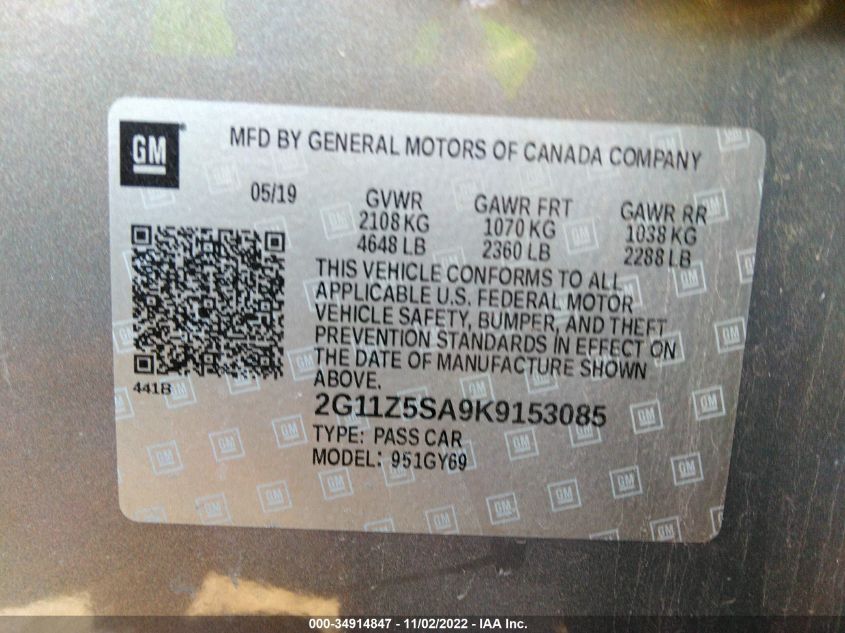 GM
MFD BY GENERAL MOTORS OF CANADA COMPANY
05/19 GVWR GAWR FRT GAWR RR
2108 KG 1070 KG 1038 KG
4648 LB 2360 LB 2288 LB
THIS VEHICLE CONFORMS TO ALL
APPLICABLE U.S. FEDERAL MOTOR
VEHICLE SAFETY, BUMPER, AND THEFT
PREVENTION STANDARDS IN EFFECT ON
THE DATE OF MANUFACTURE SHOWN
ABOVE.
441B
2G11Z5SA9K9153085
TYPE: PASS CAR
MODEL: 951GY69
000-34914847 - 11/02/2022 - IAA Inc.